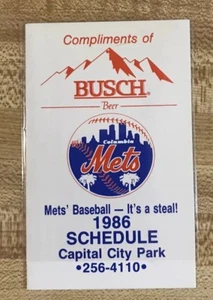 Compliments of
BUSCH®
Beer
Columbia
Mets
Mets' Baseball — It's a steal!
1986
SCHEDULE
Capital City Park
•256-4110•